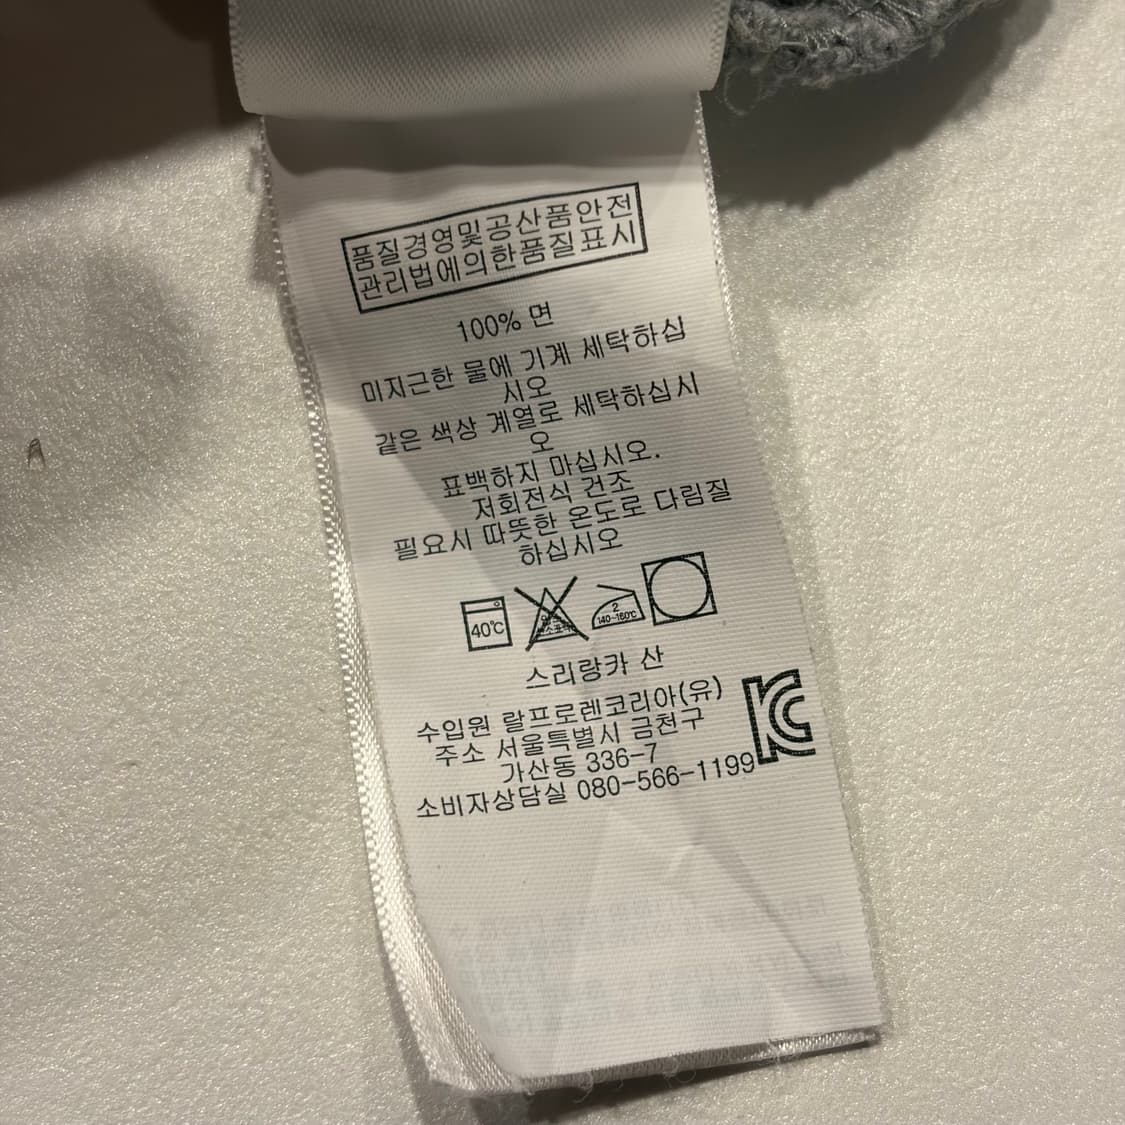 품질경영및공산품안전
관리법에의한품질표시
100% 면
미지근한 물에 기계 세탁하십
시오
같은 색상 계열로 세탁하십시
오
표백하지 마십시오.
저회전식 건조
필요시 따뜻한 온도로 다림질
하십시오
40℃
2
140~160℃
스리랑카 산
수입원 랄프로렌코리아(유)
주소 서울특별시 금천구
가산동 336-7
소비자상담실 080-566-1199